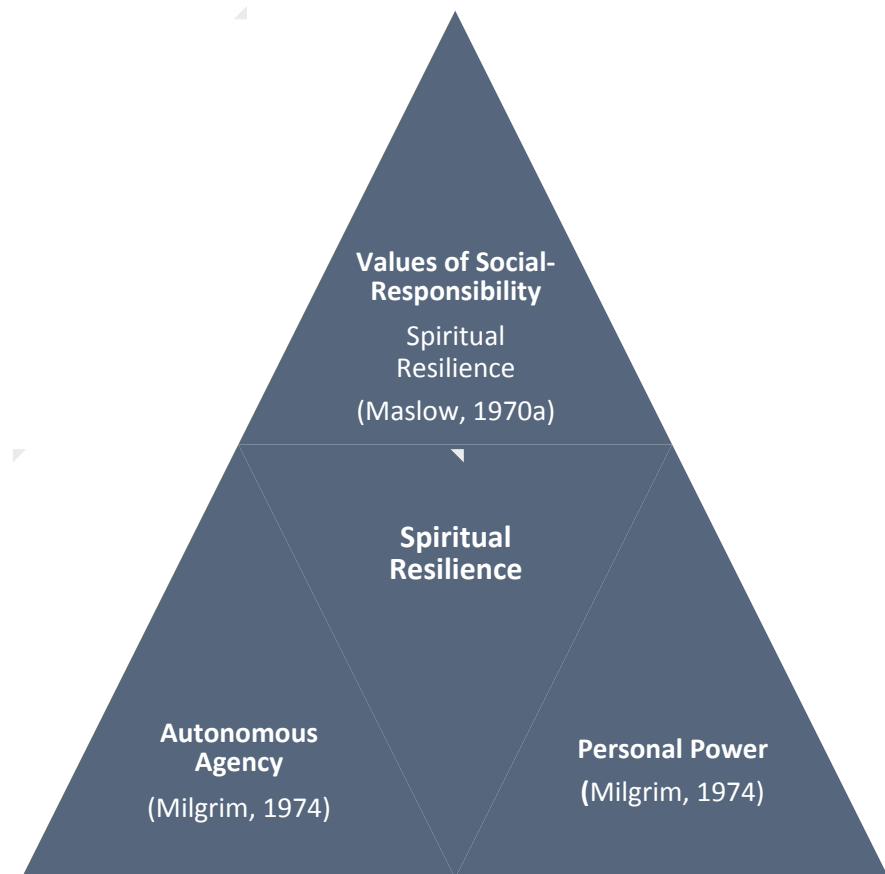 Values of Social-
Responsibility
Spiritual
Resilience
(Maslow, 1970a)
Spiritual
Resilience
Autonomous
Agency
(Milgrim, 1974)
Personal Power
(Milgrim, 1974)